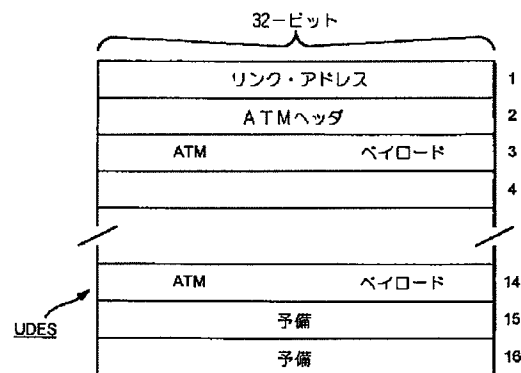 32-ビット
リンク・アドレス 1
ATMヘッダ 2
ATM ペイロード 3
4
ATM ペイロード 14
UDES
予備 15
予備 16